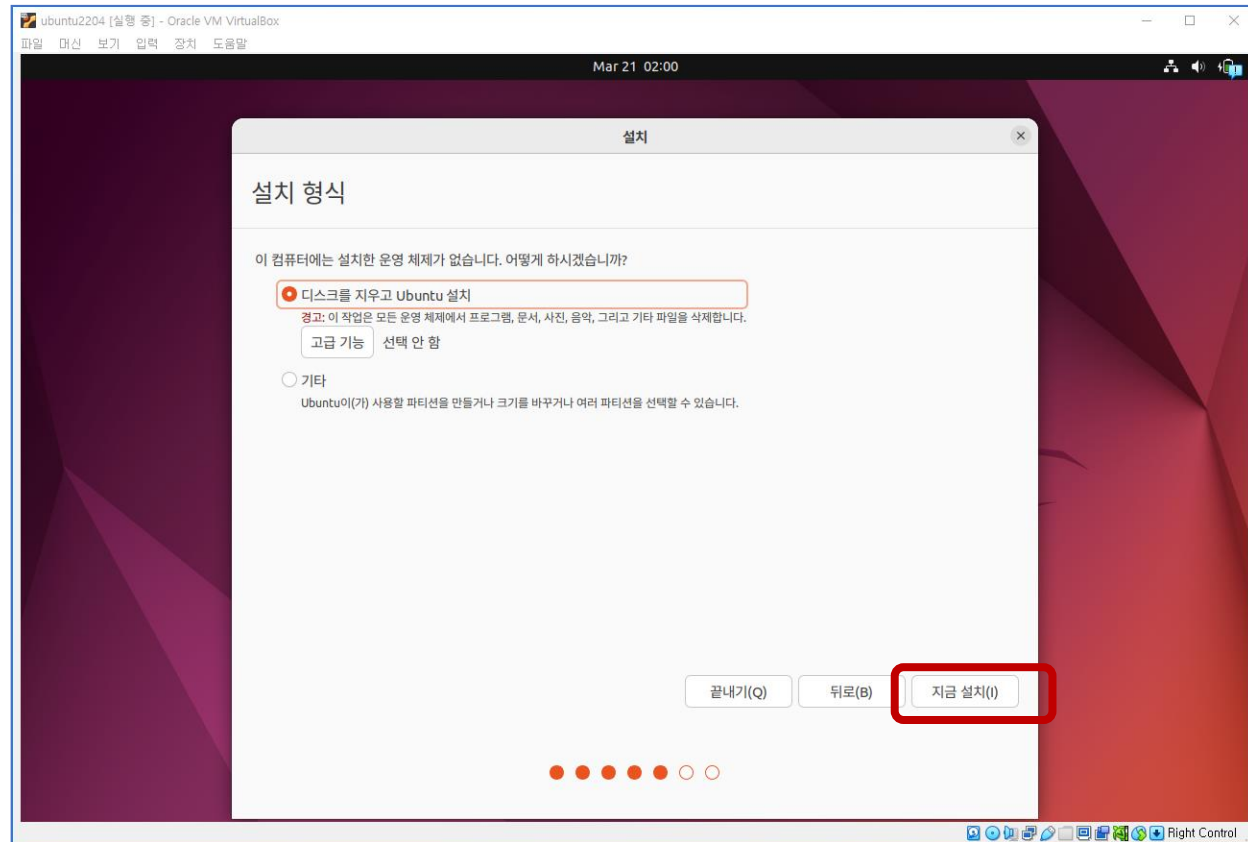 ubuntu2204 [실행 중] - Oracle VM VirtualBox
파일 머신 보기 입력 장치 도움말
Mar 21 02:00
설치
설치 형식
이 컴퓨터에는 설치한 운영 체제가 없습니다. 어떻게 하시겠습니까?
디스크를 지우고 Ubuntu 설치
경고: 이 작업은 모든 운영 체제에서 프로그램, 문서, 사진, 음악, 그리고 기타 파일을 삭제합니다.
고급 기능 선택 안 함
기타
Ubuntu이(가) 사용할 파티션을 만들거나 크기를 바꾸거나 여러 파티션을 선택할 수 있습니다.
끝내기(Q) 뒤로(B) 지금 설치(I)
Right Control